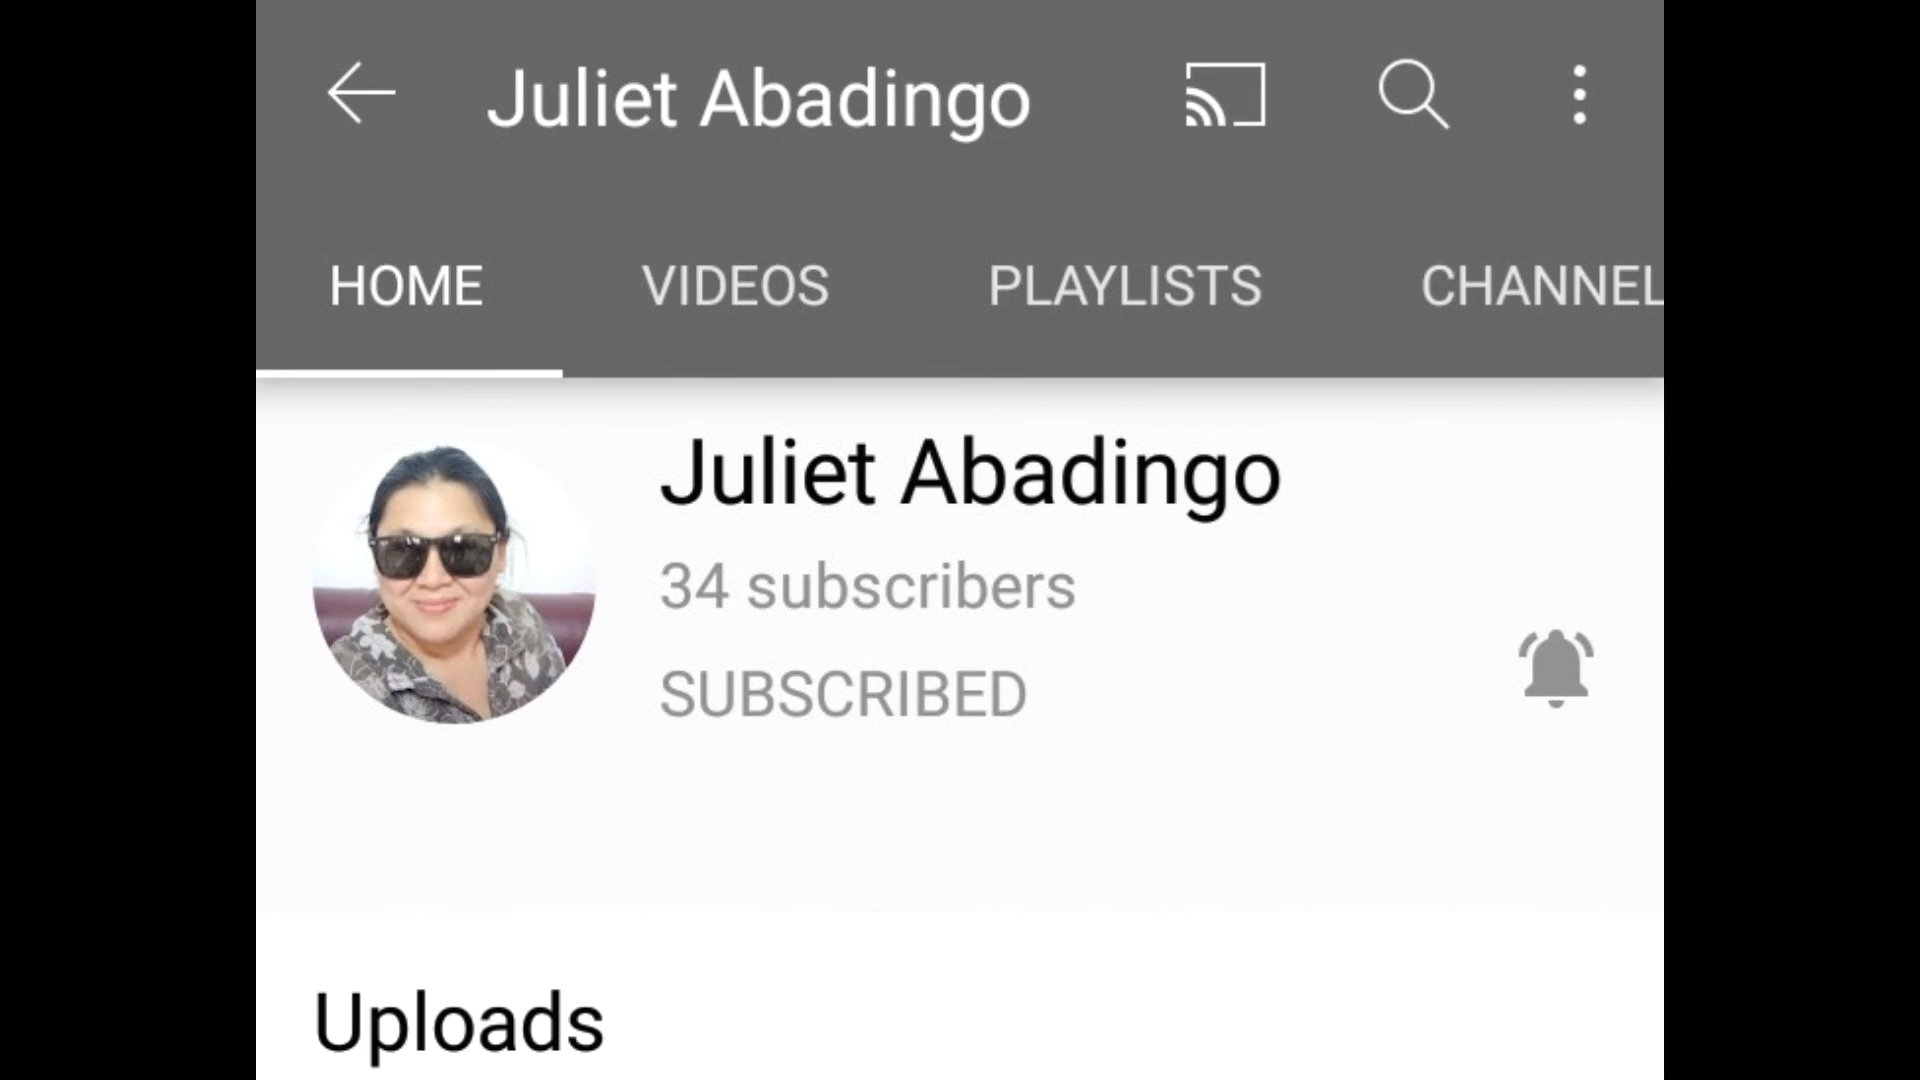 Juliet Abadingo
HOME VIDEOS PLAYLISTS CHANNEL
Juliet Abadingo
34 subscribers
SUBSCRIBED
Uploads